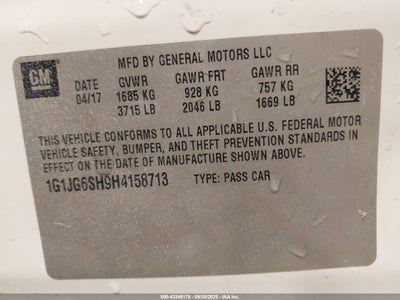 GM
MFD BY GENERAL MOTORS LLC
DATE GVWR GAWR FRT GAWR RR
04/17 1685 KG 928 KG 757 KG
3715 LB 2046 LB 1669 LB
THIS VEHICLE CONFORMS TO ALL APPLICABLE U.S. FEDERAL MOTOR
VEHICLE SAFETY, BUMPER, AND THEFT PREVENTION STANDARDS IN
EFFECT ON THE DATE OF MANUFACTURE SHOWN ABOVE.
1G1JG6SH9H4158713 TYPE: PASS CAR